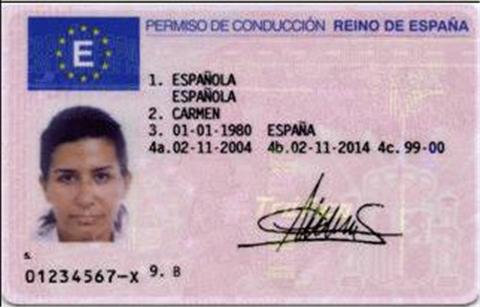 E
PERMISO DE CONDUCCIÓN REINO DE ESPAÑA
1. ESPAÑOLA
ESPAÑOLA
2. CARMEN
3. 01-01-1980 ESPAÑA
4a.02-11-2004 4b.02-11-2014 4c.99-00
5.
01234567-X 9. B